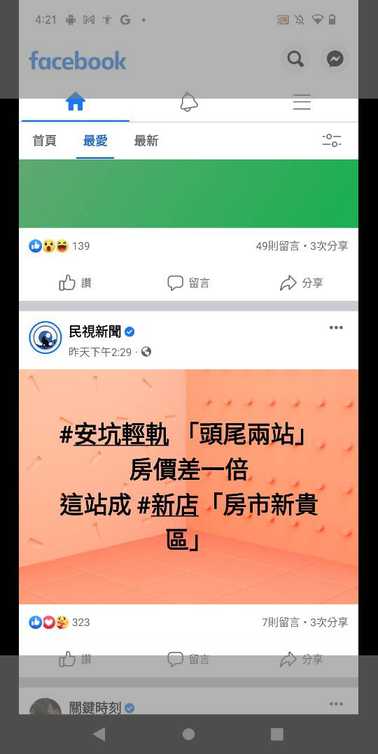 4:21
facebook
首頁 最愛 最新
139 49則留言・3次分享
讚 留言 分享
民視新聞
昨天下午2:29 ·
#安坑輕軌 「頭尾兩站」
房價差一倍
這站成 #新店「房市新貴
區」
323 7則留言・3次分享
讚 留言 分享
關鍵時刻